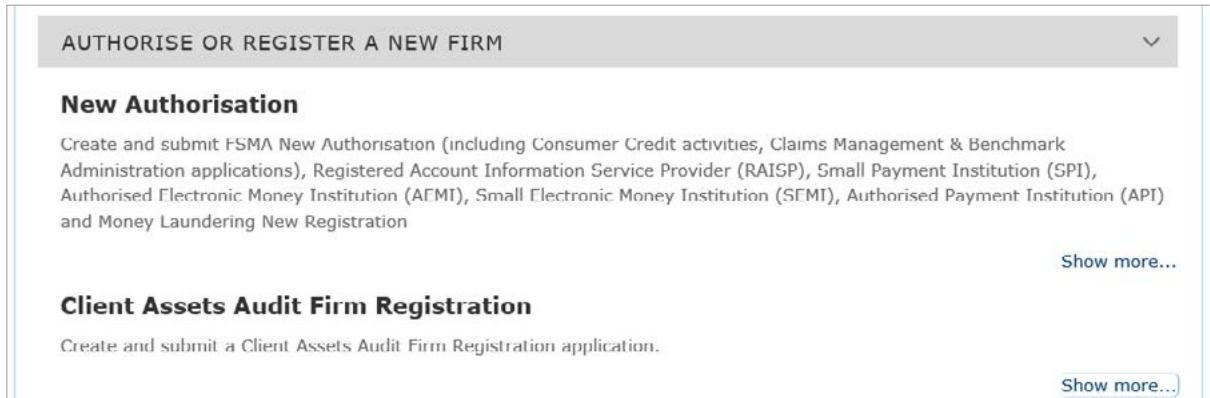 AUTHORISE OR REGISTER A NEW FIRM
New Authorisation
Create and submit FSMA New Authorisation (including Consumer Credit activities, Claims Management & Benchmark
Administration applications), Registered Account Information Service Provider (RAISP), Small Payment Institution (SPI),
Authorised Electronic Money Institution (AEMI), Small Electronic Money Institution (SEMI), Authorised Payment Institution (API)
and Money Laundering New Registration
Show more...
Client Assets Audit Firm Registration
Create and submit a Client Assets Audit Firm Registration application.
Show more...